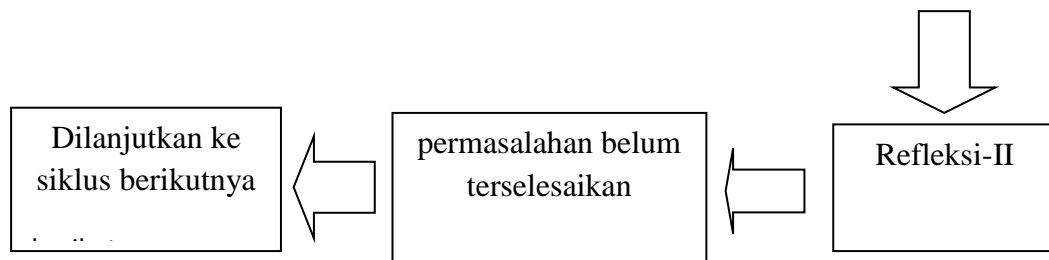 Dilanjutkan ke
siklus berikutnya
permasalahan belum
terselesaikan
Refleksi-II